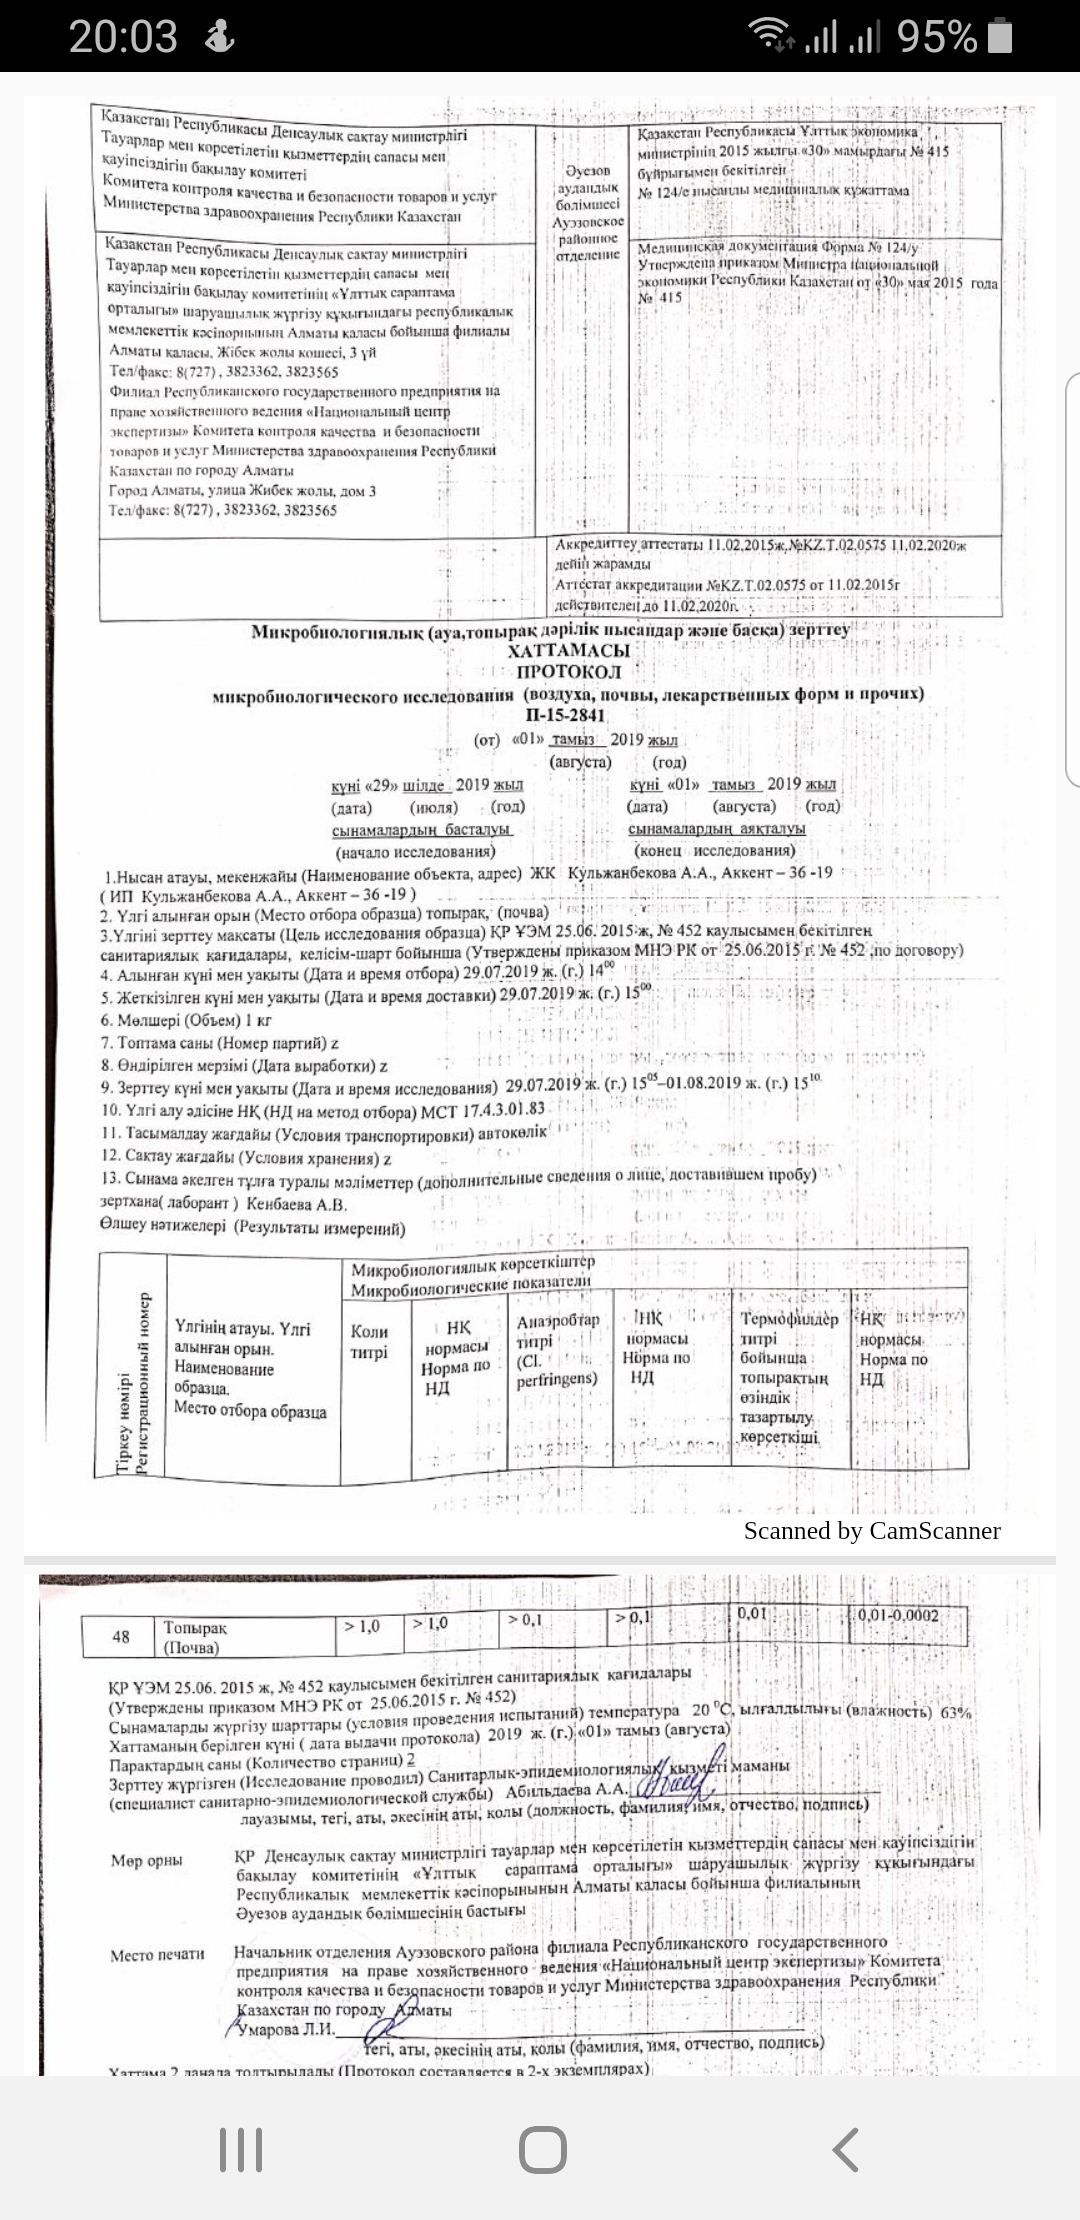 20:03
95%
Қазақстан Республикасы Денсаулық сақтау министрлігі
Тауарлар мен көрсетілетін қызметтердің сапасы мен
қауіпсіздігін бақылау комитеті
Комитета контроля качества и безопасности товаров и услуг
Министерства здравоохранения Республики Казахстан
Қазақстан Республикасы Денсаулық сақтау министрлігі
Тауарлар мен көрсетілетін қызметтердің сапасы мен
қауіпсіздігін бақылау комитетінің «Ұлттық сараптама
орталығы» шаруашылық жүргізу құқығындағы республикалық
мемлекеттік кәсіпорнының Алматы қаласы бойынша филиалы
Алматы қаласы, Жібек жолы көшесі, 3 үй
Тел/факс: 8(727) , 3823362, 3823565
Филиал Республиканского государственного предприятия на
праве хозяйственного ведения «Национальный центр
экспертизы» Комитета контроля качества и безопасности
товаров и услуг Министерства здравоохранения Республики
Казахстан по городу Алматы
Город Алматы, улица Жибек жолы, дом 3
Тел/факс: 8(727) , 3823362, 3823565
Әуезов
аудандық
бөлімшесі
Ауэзовское
районное
отделение
Қазақстан Республикасы Ұлттық экономика
министрінің 2015 жылғы «30» мамырдағы № 415
бұйрығымен бекітілген
№ 124/е нысанды медициналық құжаттама
Медицинская документация Форма № 124/у
Утверждена приказом Министра национальной
экономики Республики Казахстан от «30» мая 2015 года
№ 415
Аккредиттеу аттестаты 11.02.2015ж.№KZ.T.02.0575 11.02.2020ж
дейін жарамды
Аттестат аккредитации №KZ.T.02.0575 от 11.02.2015г
действителен до 11.02.2020г.
Микробиологиялық (ауа,топырақ дәрілік нысандар және басқа) зерттеу
ХАТТАМАСЫ
ПРОТОКОЛ
микробиологического исследования (воздуха, почвы, лекарственных форм и прочих)
П-15-2841
(от) «01» тамыз 2019 жыл
(августа) (год)
күні «29» шілде 2019 жыл күні «01» тамыз 2019 жыл
(дата) (июля) (год) (дата) (августа) (год)
сынамалардың басталуы сынамалардың аяқталуы
(начало исследования) (конец исследования)
1.Нысан атауы, мекенжайы (Наименование объекта, адрес) ЖК Кульжанбекова А.А., Аккент – 36 -19
( ИП Кульжанбекова А.А., Аккент – 36 -19 )
2. Үлгі алынған орын (Место отбора образца) топырақ, (почва)
3.Үлгіні зерттеу мақсаты (Цель исследования образца) ҚР ҰЭМ 25.06. 2015 ж, № 452 қаулысымен бекітілген
санитариялық қағидалары, келісім-шарт бойынша (Утверждены приказом МНЭ РК от 25.06.2015 г. № 452 ,по договору)
4. Алынған күні мен уақыты (Дата и время отбора) 29.07.2019 ж. (г.) 14⁰⁰
5. Жеткізілген күні мен уақыты (Дата и время доставки) 29.07.2019 ж. (г.) 15⁰⁰
6. Мөлшері (Объем) 1 кг
7. Топтама саны (Номер партий) z
8. Өндірілген мерзімі (Дата выработки) z
9. Зерттеу күні мен уақыты (Дата и время исследования) 29.07.2019 ж. (г.) 15⁰⁵–01.08.2019 ж. (г.) 15¹⁰
10. Үлгі алу әдісіне НҚ (НД на метод отбора) МСТ 17.4.3.01.83
11. Тасымалдау жағдайы (Условия транспортировки) автокөлік
12. Сақтау жағдайы (Условия хранения) z
13. Сынама әкелген тұлға туралы мәліметтер (дополнительные сведения о лице, доставившем пробу)
зертхана( лаборант ) Кенбаева А.В.
Өлшеу нәтижелері (Результаты измерений)
Тіркеу нөмірі
Регистрационный номер
Үлгінің атауы. Үлгі
алынған орын.
Наименование
образца.
Место отбора образца
Микробиологиялық көрсеткіштер
Микробиологические показатели
Коли
титрі
НҚ
нормасы
Норма по
НД
Анаэробтар
титрі
(Cl.
perfringens)
НҚ
нормасы
Норма по
НД
Термофилдер
титрі
бойынша
топырақтың
өзіндік
тазартылу
көрсеткіші
НҚ
нормасы
Норма по
НД
Scanned by CamScanner
48 Топырақ > 1,0 > 1,0 > 0,1 > 0,1 0,01 0,01-0,0002
(Почва)
ҚР ҰЭМ 25.06. 2015 ж, № 452 қаулысымен бекітілген санитариялық қағидалары
(Утверждены приказом МНЭ РК от 25.06.2015 г. № 452)
Сынамаларды жүргізу шарттары (условия проведения испытаний) температура 20 ⁰С, ылғалдылығы (влажность) 63%
Хаттаманың берілген күні ( дата выдачи протокола) 2019 ж. (г.) «01» тамыз (августа)
Парақтардың саны (Количество страниц) 2
Зерттеу жүргізген (Исследование проводил) Санитарлық-эпидемиологиялық қызметі маманы
(специалист санитарно-эпидемиологической службы) Абильдаева А.А.
лауазымы, тегі, аты, әкесінің аты, қолы (должность, фамилия, имя, отчество, подпись)
Мөр орны ҚР Денсаулық сақтау министрлігі тауарлар мен көрсетілетін қызметтердің сапасы мен қауіпсіздігін
бақылау комитетінің «Ұлттық сараптама орталығы» шаруашылық жүргізу құқығындағы
Республикалық мемлекеттік кәсіпорынының Алматы қаласы бойынша филиалының
Әуезов аудандық бөлімшесінің бастығы
Место печати Начальник отделения Ауэзовского района филиала Республиканского государственного
предприятия на праве хозяйственного ведения «Национальный центр экспертизы» Комитета
контроля качества и безопасности товаров и услуг Министерства здравоохранения Республики
Казахстан по городу Алматы
Умарова Л.И.
тегі, аты, әкесінің аты, қолы (фамилия, имя, отчество, подпись)
Хаттама 2 данада толтырылады (Протокол составляется в 2-х экземплярах)